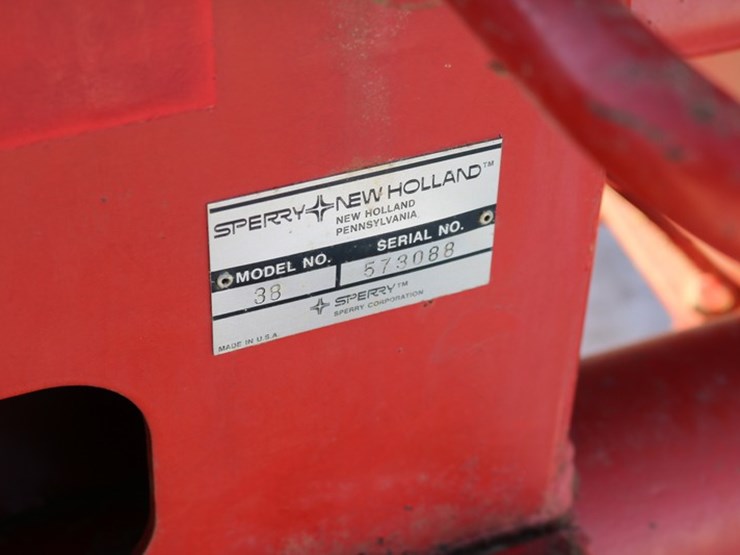 SPERRY NEW HOLLAND™
NEW HOLLAND
PENNSYLVANIA
MODEL NO. SERIAL NO.
38 573088
SPERRY™
SPERRY CORPORATION
MADE IN U.S.A.